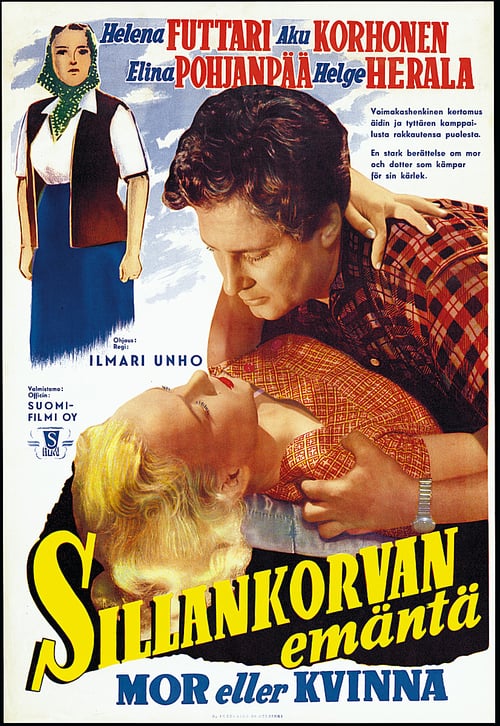 Helena FUTTARI Aku KORHONEN
Elina POHJANPÄÄ Helge HERALA
Voimakashenkinen kertomus
äidin ja tyttären kamppai-
lusta rakkautensa puolesta.
En stark berättelse om mor
och dotter som kämpar
för sin kärlek.
Ohjaus:
Regi:
ILMARI UNHO
Valmistamo:
Officin:
SUOMI-
FILMI OY
S
SILLANKORVAN
emäntä
MOR eller KVINNA